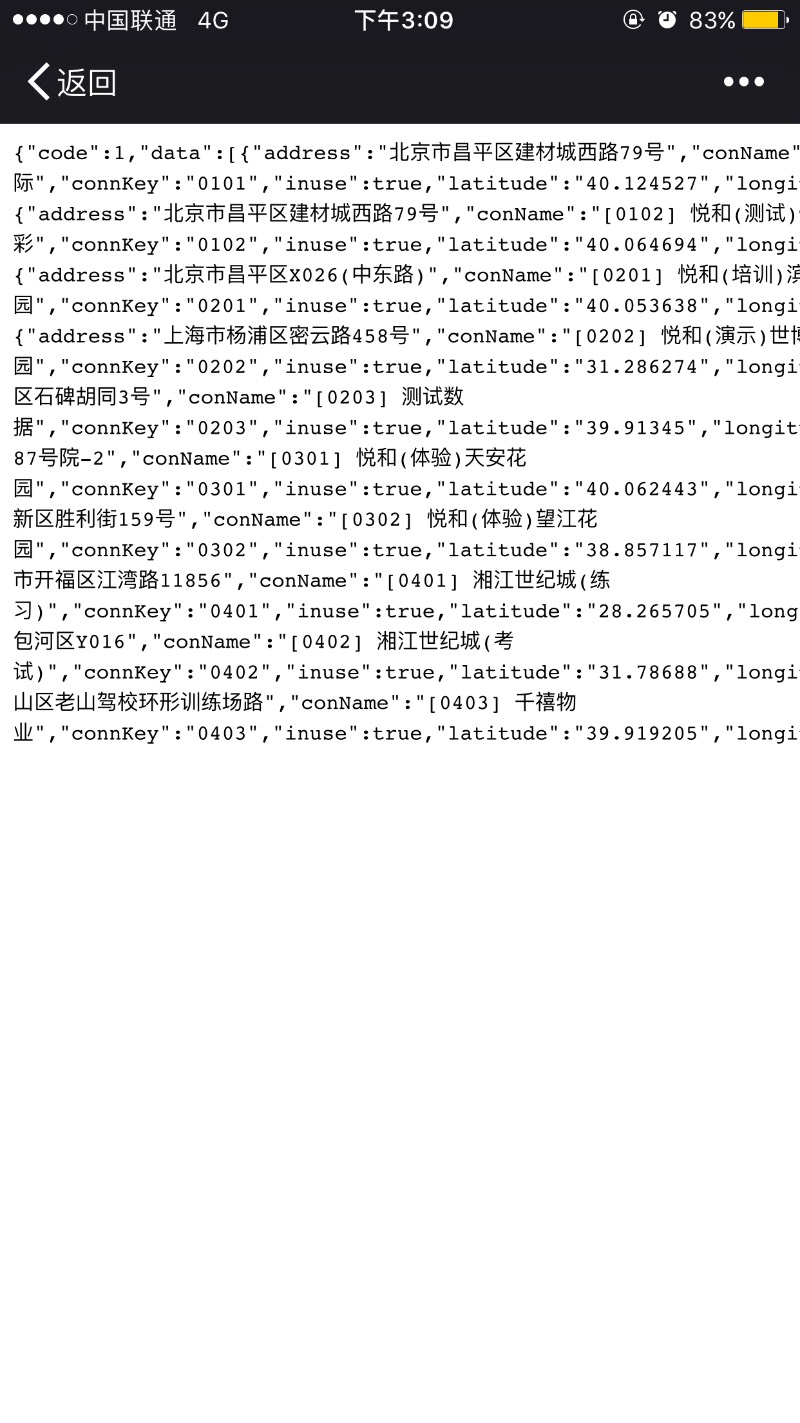 中国联通 4G 下午3:09 83%
返回
{"code":1,"data":[{"address":"北京市昌平区建材城西路79号","conName"
际","connKey":"0101","inuse":true,"latitude":"40.124527","longi
{"address":"北京市昌平区建材城西路79号","conName":"[0102] 悦和(测试)
彩","connKey":"0102","inuse":true,"latitude":"40.064694","longi
{"address":"北京市昌平区X026(中东路)","conName":"[0201] 悦和(培训)滨
园","connKey":"0201","inuse":true,"latitude":"40.053638","longi
{"address":"上海市杨浦区密云路458号","conName":"[0202] 悦和(演示)世博
园","connKey":"0202","inuse":true,"latitude":"31.286274","longi
区石碑胡同3号","conName":"[0203] 测试数
据","connKey":"0203","inuse":true,"latitude":"39.91345","longit
87号院-2","conName":"[0301] 悦和(体验)天安花
园","connKey":"0301","inuse":true,"latitude":"40.062443","longi
新区胜利街159号","conName":"[0302] 悦和(体验)望江花
园","connKey":"0302","inuse":true,"latitude":"38.857117","longi
市开福区江湾路11856","conName":"[0401] 湘江世纪城(练
习)","connKey":"0401","inuse":true,"latitude":"28.265705","long
包河区Y016","conName":"[0402] 湘江世纪城(考
试)","connKey":"0402","inuse":true,"latitude":"31.78688","longi
山区老山驾校环形训练场路","conName":"[0403] 千禧物
业","connKey":"0403","inuse":true,"latitude":"39.919205","longi